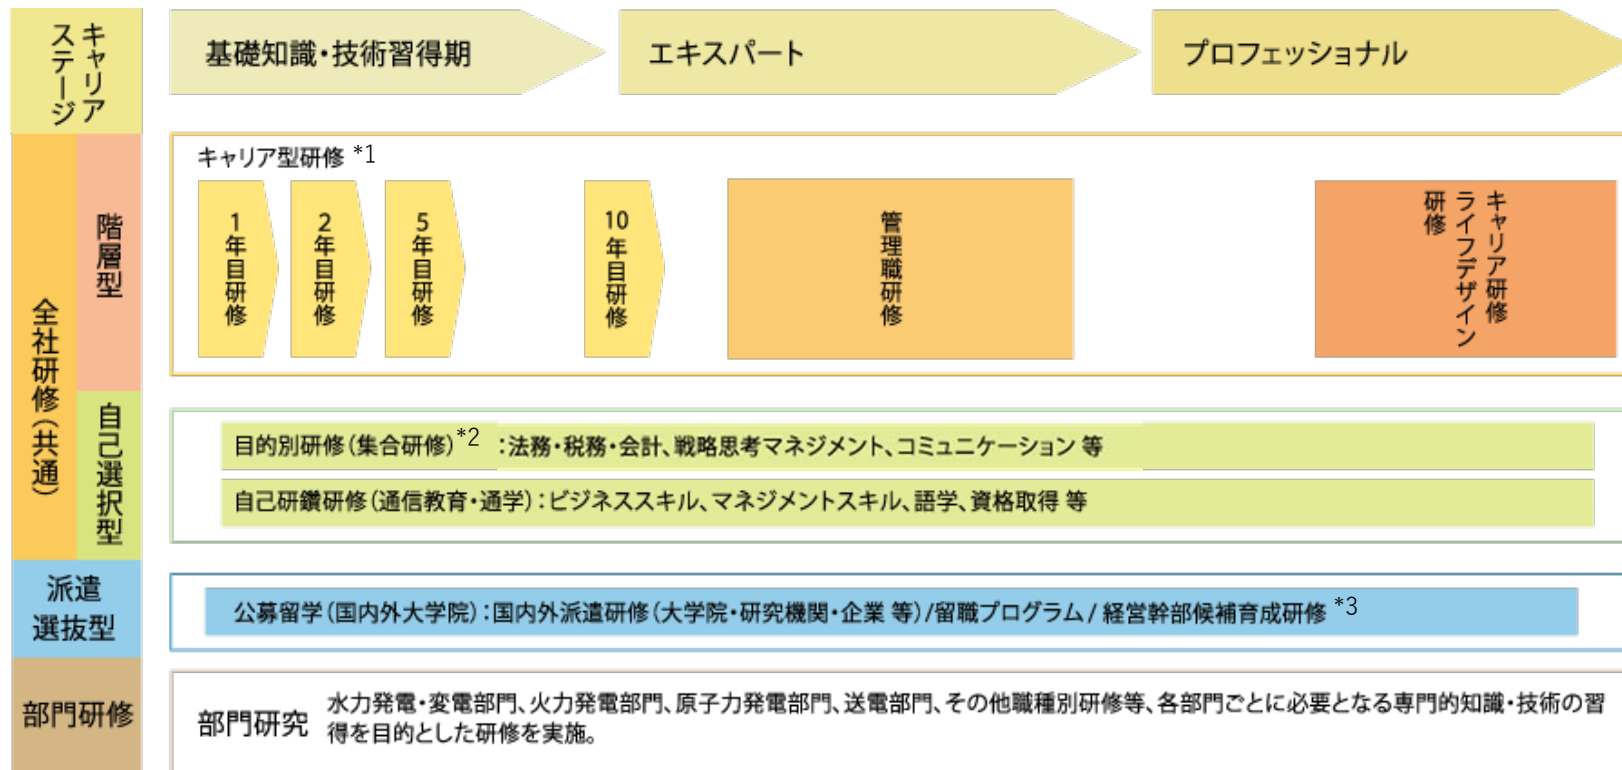 キャリア
ステージ
基礎知識・技術習得期
エキスパート
プロフェッショナル
全社研修(共通)
階層型
キャリア型研修 *1
1年目研修
2年目研修
5年目研修
10年目研修
管理職研修
キャリア研修
ライフデザイン
研修
自己選択型
目的別研修(集合研修)*2 :法務・税務・会計、戦略思考マネジメント、コミュニケーション 等
自己研鑽研修(通信教育・通学):ビジネススキル、マネジメントスキル、語学、資格取得 等
派遣
選抜型
公募留学(国内外大学院):国内外派遣研修(大学院・研究機関・企業 等)/留職プログラム/ 経営幹部候補育成研修 *3
部門研修
部門研究
水力発電・変電部門、火力発電部門、原子力発電部門、送電部門、その他職種別研修等、各部門ごとに必要となる専門的知識・技術の習
得を目的とした研修を実施。